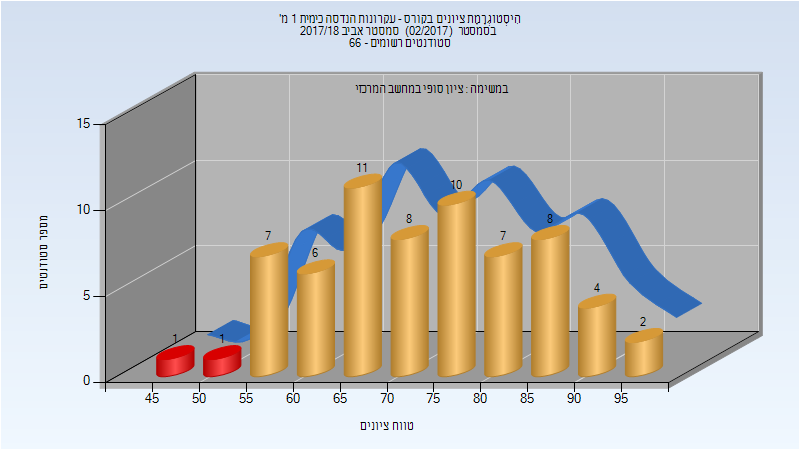 היסטוגרמת ציונים בקורס - עקרונות הנדסה כימית 1 מ'
בסמסטר (02/2017) סמסטר אביב 2017/18
סטודנטים רשומים - 66
במשימה : ציון סופי במחשב המרכזי
מספר סטודנטים
15
10
5
0
1
1
7
6
11
8
10
7
8
4
2
45 50 55 60 65 70 75 80 85 90 95
טווח ציונים